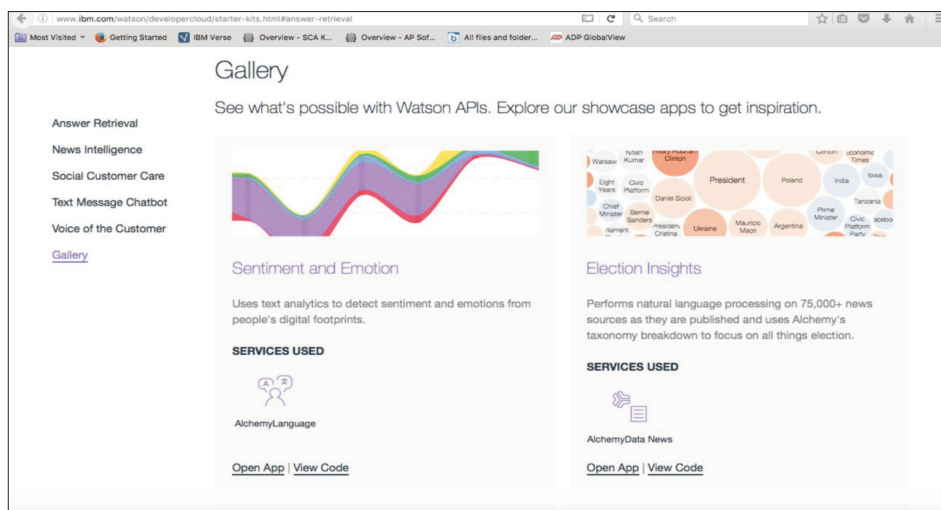 www.ibm.com/watson/developercloud/starter-kits.html#answer-retrieval
Search
Most Visited
Getting Started
IBM Verse
Overview - SCA K...
Overview - AP Sof...
All files and folder...
ADP GlobalView
Gallery
See what's possible with Watson APIs. Explore our showcase apps to get inspiration.
Answer Retrieval
News Intelligence
Social Customer Care
Text Message Chatbot
Voice of the Customer
Gallery
Sentiment and Emotion
Uses text analytics to detect sentiment and emotions from
people's digital footprints.
SERVICES USED
AlchemyLanguage
Open App | View Code
Warsaw
Kumar
Clinton
Clinton
Economic
Times
Eight
Years
Civic
Platform
President
Poland
India
Iowa
Daniel Scioli
Chief
Minister
Bernie
Sanders
Cristina
Ukraine
Mauricio
Macri
Argentina
Prime
Minister
Tanzania
Civic
Platform
Party
Election Insights
Performs natural language processing on 75,000+ news
sources as they are published and uses Alchemy's
taxonomy breakdown to focus on all things election.
SERVICES USED
AlchemyData News
Open App | View Code